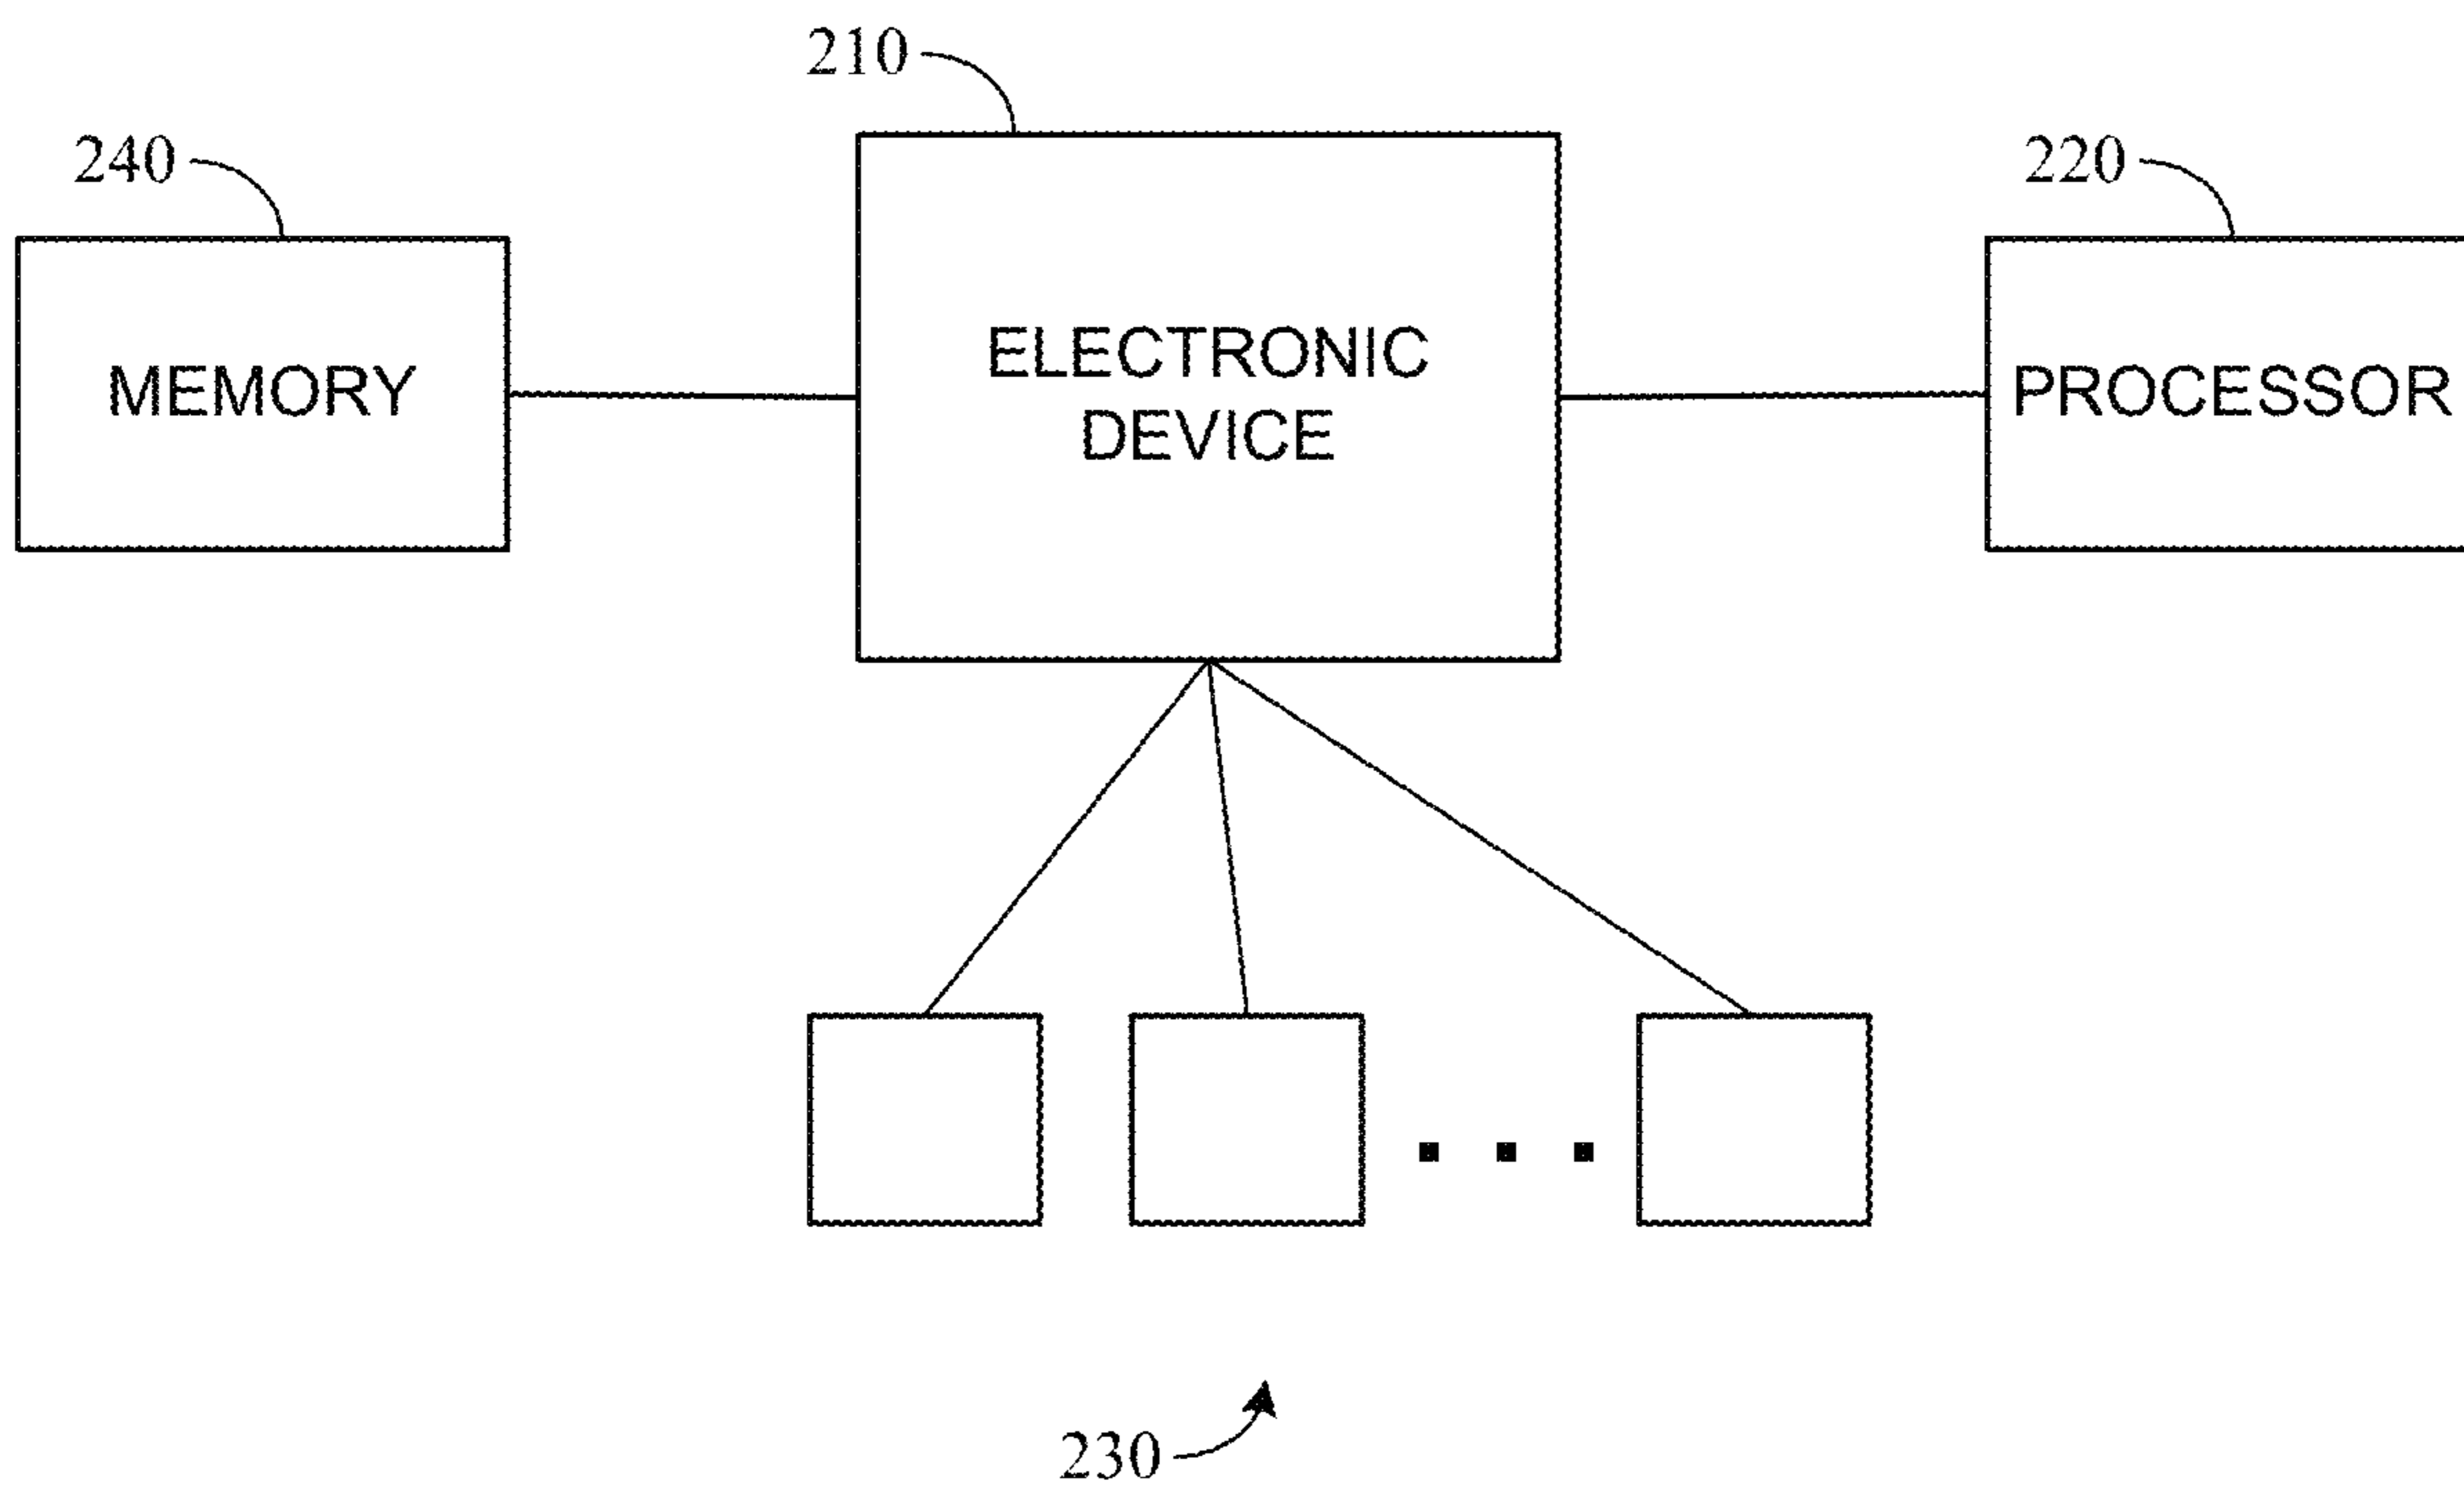 210
240
220
MEMORY
ELECTRONIC
DEVICE
PROCESSOR
230